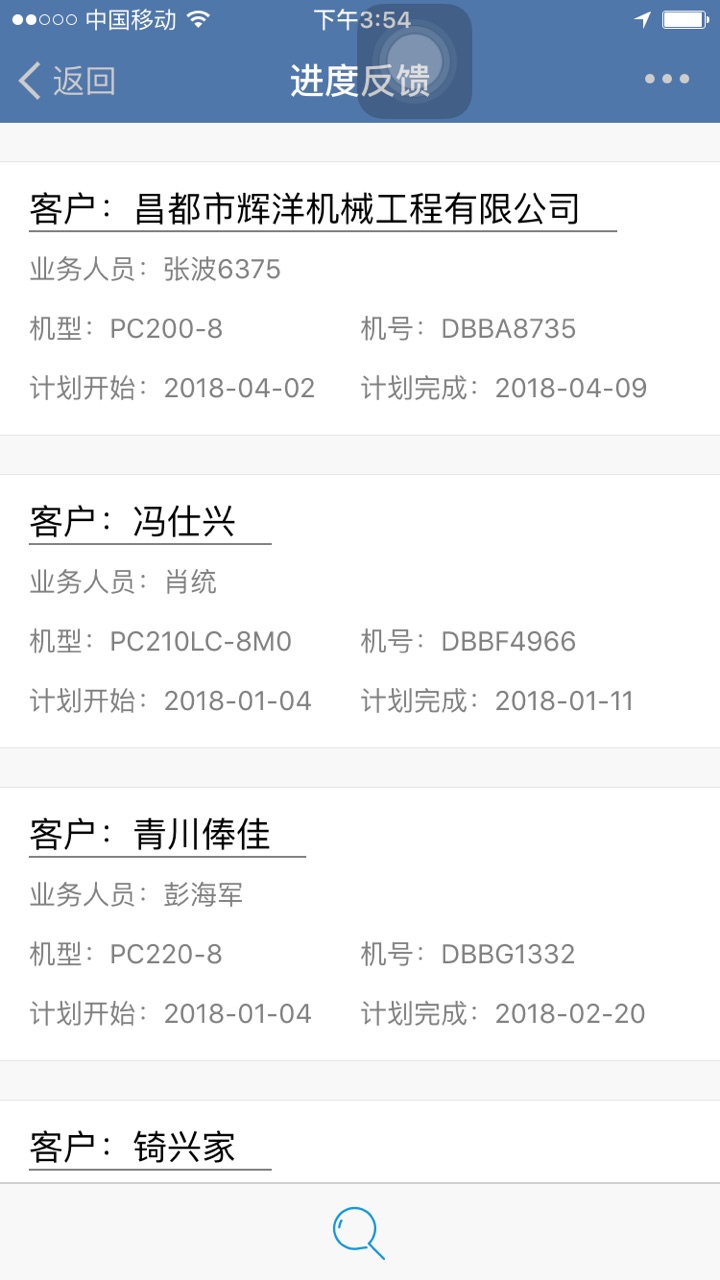 中国移动 下午3:54
返回 进度反馈
客户：昌都市辉洋机械工程有限公司
业务人员：张波6375
机型：PC200-8 机号：DBBA8735
计划开始：2018-04-02 计划完成：2018-04-09
客户：冯仕兴
业务人员：肖统
机型：PC210LC-8M0 机号：DBBF4966
计划开始：2018-01-04 计划完成：2018-01-11
客户：青川俸佳
业务人员：彭海军
机型：PC220-8 机号：DBBG1332
计划开始：2018-01-04 计划完成：2018-02-20
客户：锜兴家